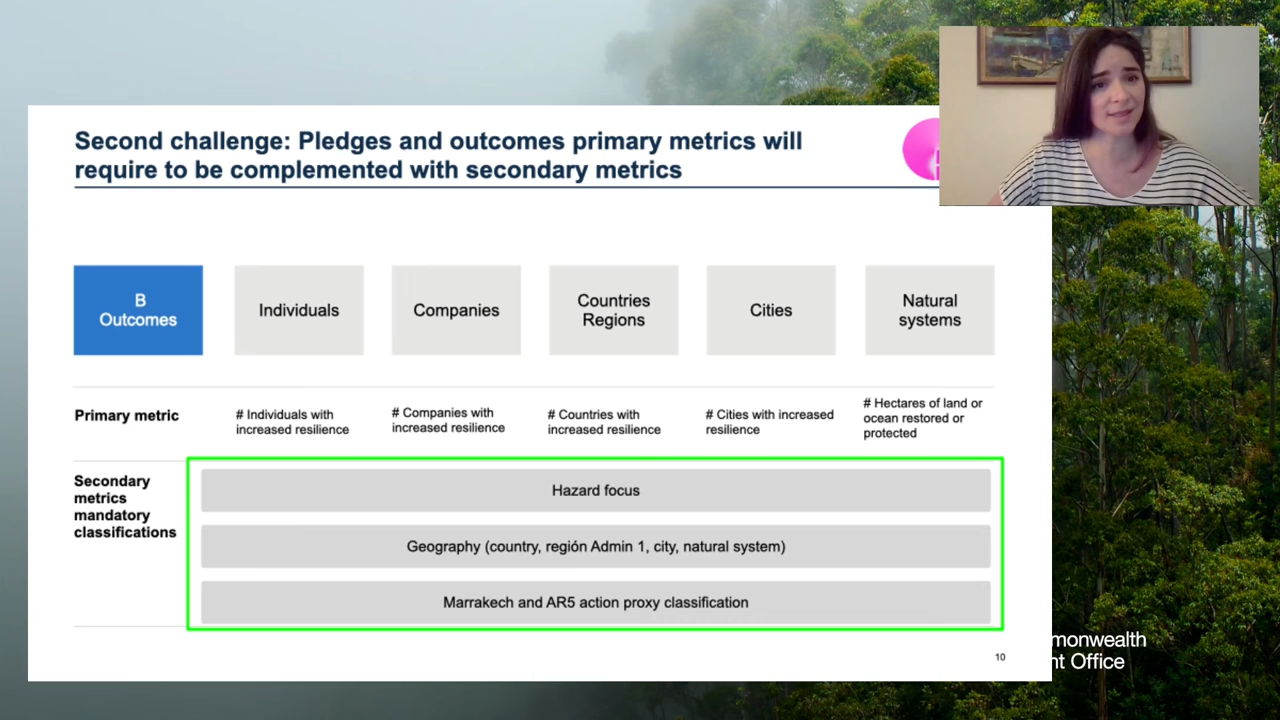 Second challenge: Pledges and outcomes primary metrics will
require to be complemented with secondary metrics
B
Outcomes
Individuals
Companies
Countries
Regions
Cities
Natural
systems
Primary metric
# Individuals with
increased resilience
# Companies with
increased resilience
# Countries with
increased resilience
# Cities with increased
resilience
# Hectares of land or
ocean restored or
protected
Secondary
metrics
mandatory
classifications
Hazard focus
Geography (country, región Admin 1, city, natural system)
Marrakech and AR5 action proxy classification
10
monwealth
nt Office